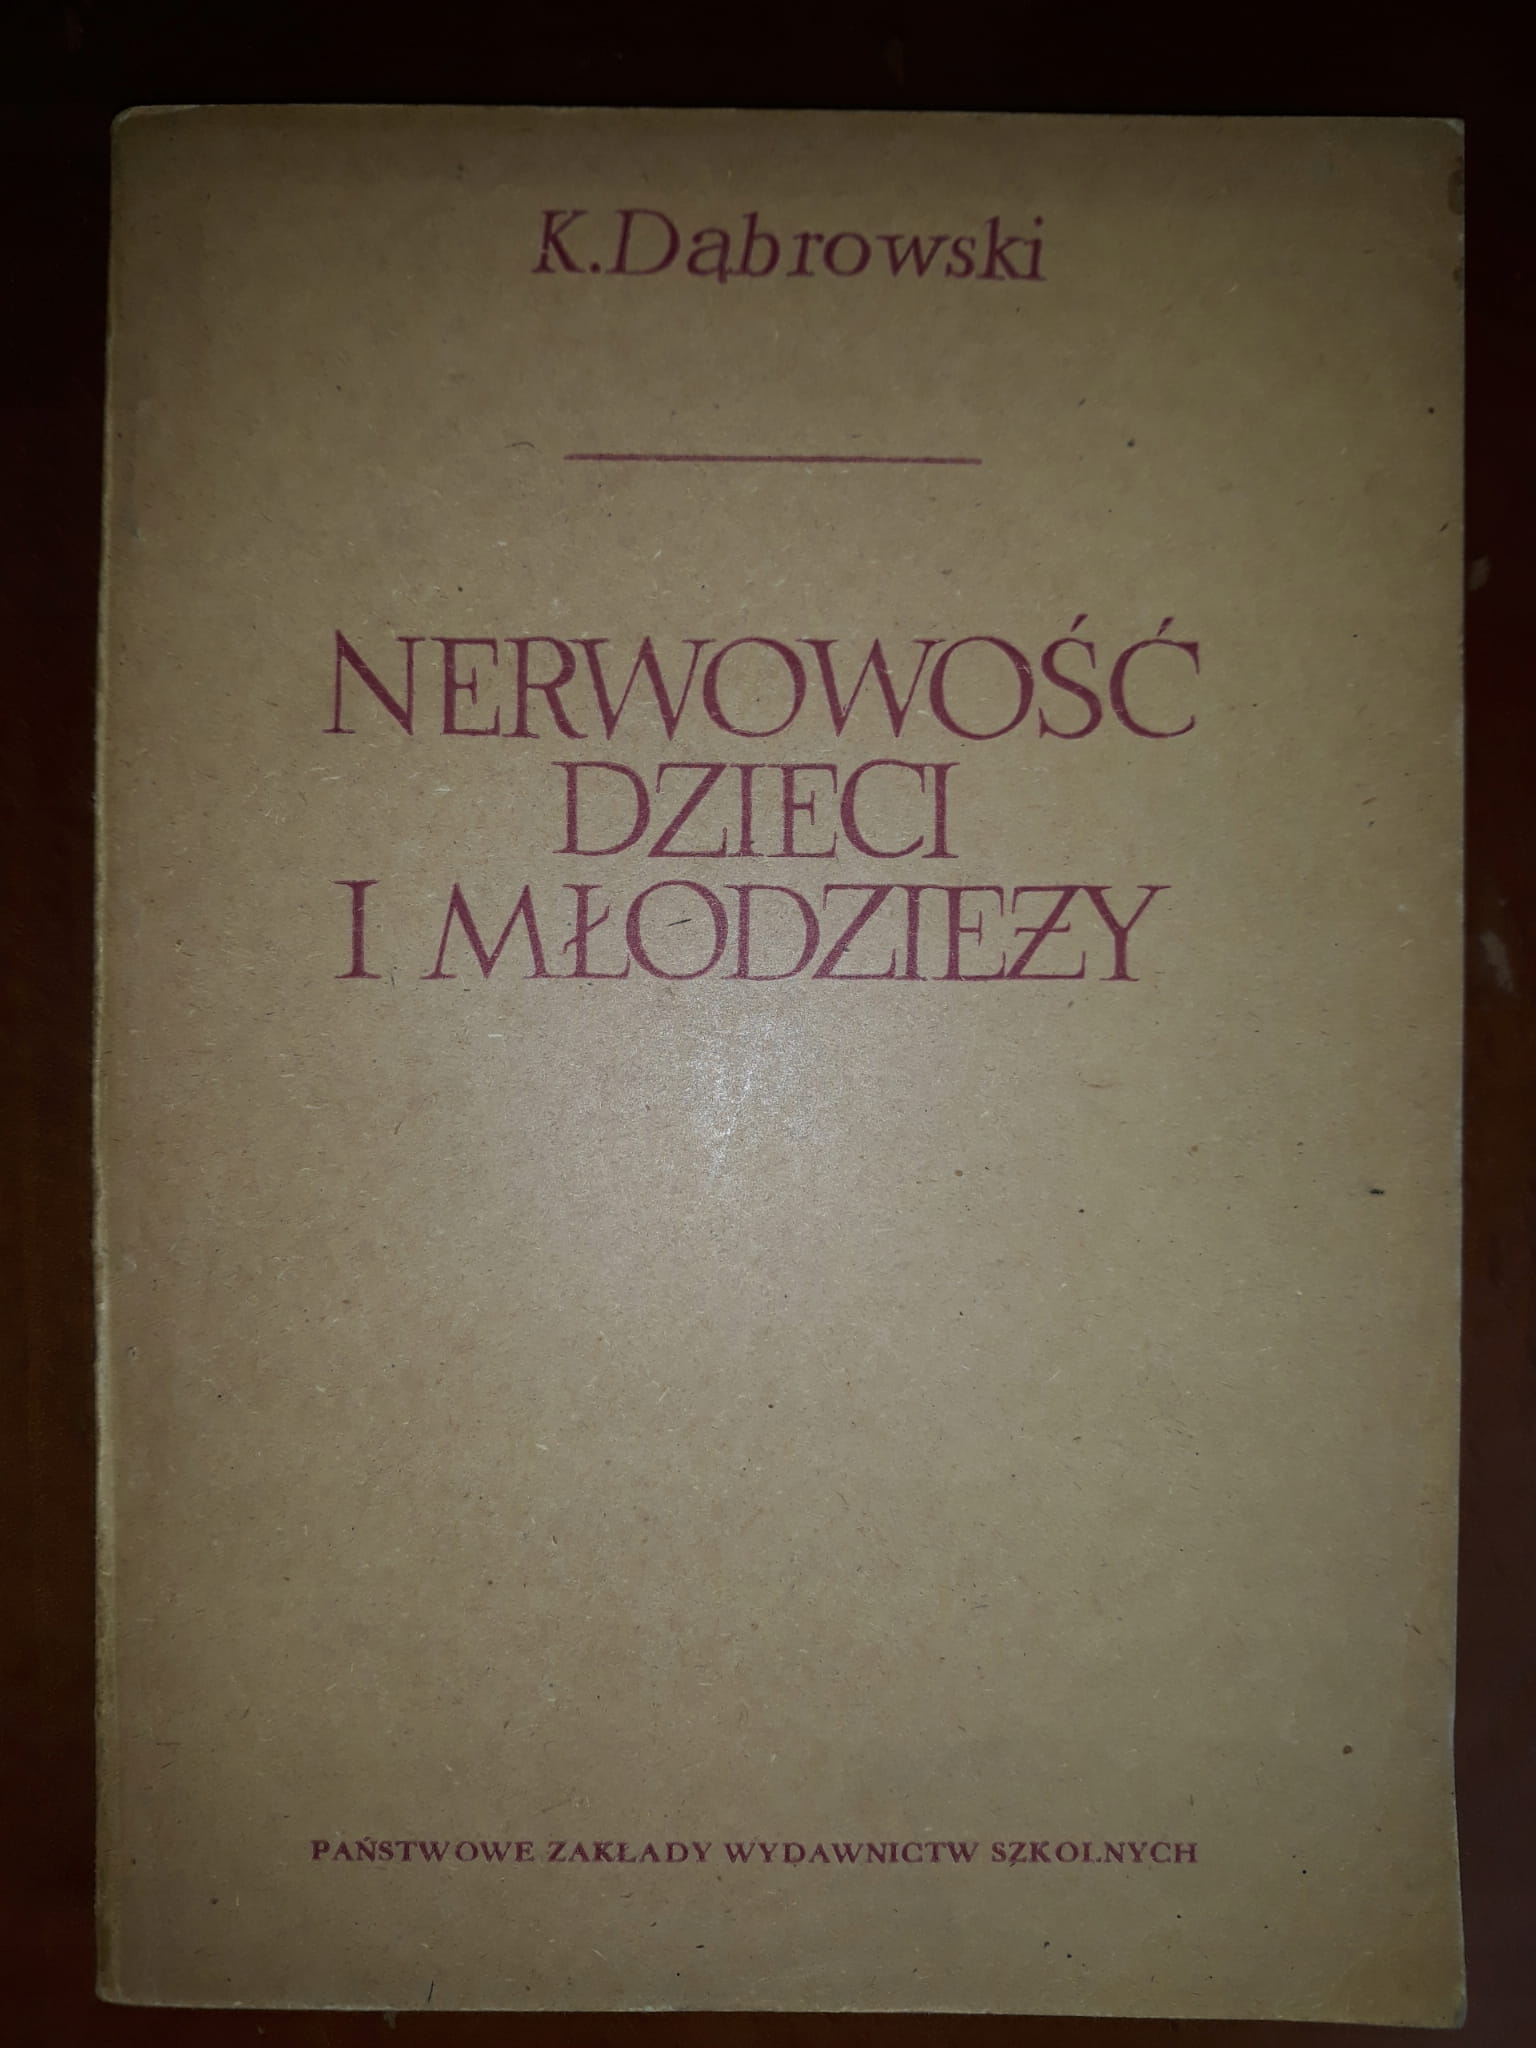 K. Dąbrowski
NERWOWOŚĆ
DZIECI
I MŁODZIEŻY
PAŃSTWOWE ZAKŁADY WYDAWNICTW SZKOLNYCH